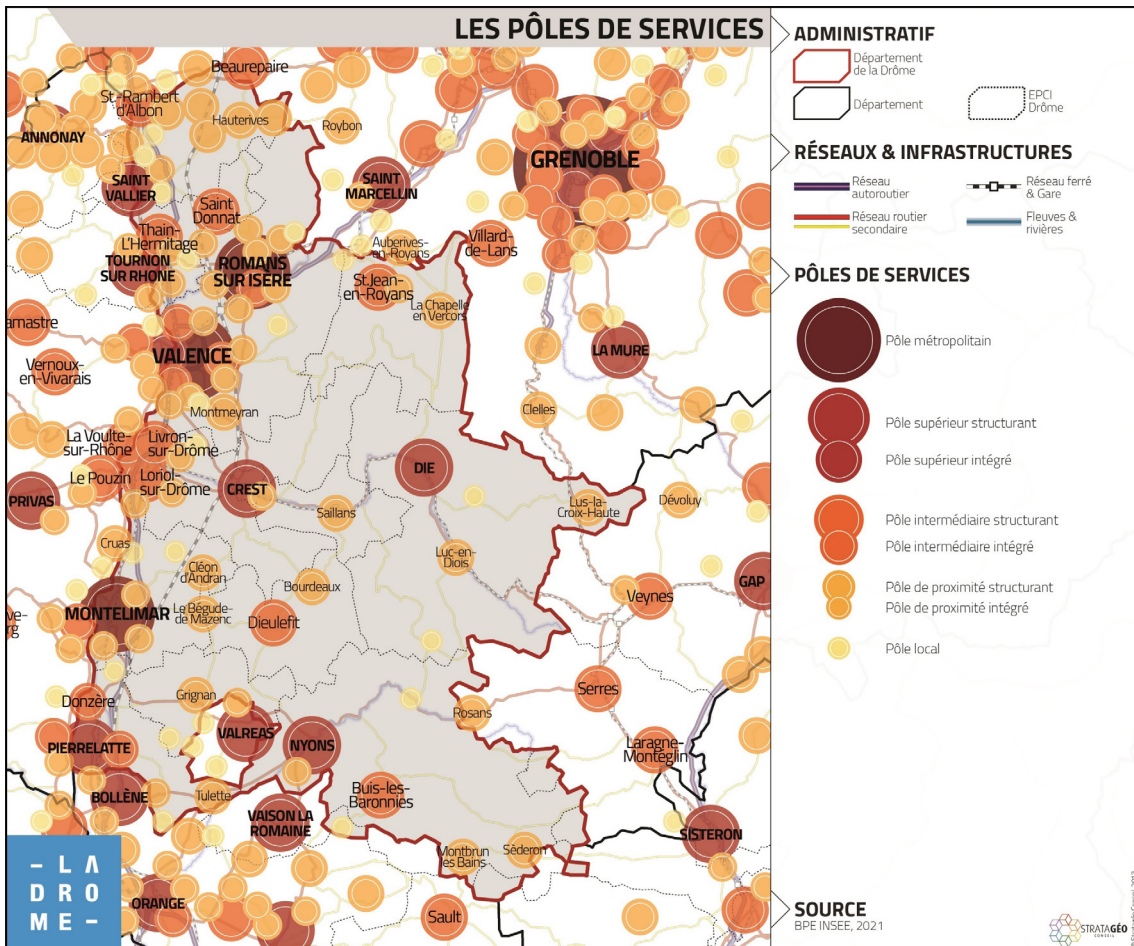 LES PÔLES DE SERVICES
Beaurepaire
St.-Rambert
d'Albon
Hauterives
Roybon
ANNONAY
GRENOBLE
SAINT
VALLIER
SAINT
MARCELLIN
Saint
Donnat
Thain-
L'Hermitage
TOURNON
SUR RHONE
ROMANS
SUR ISÈRE
Auberives-
en-Royans
Villard-
de-Lans
St.Jean-
en-Royans
La Chapelle
en Vercors
amastre
VALENCE
LA MURE
Vernoux-
en-Vivarais
Montmeyran
Clelles
La Voulte-
sur-Rhône
Livron-
sur-Drôme
Le Pouzin
Loriol-
sur-Drôme
CREST
DIE
PRIVAS
Saillans
Lus-la-
Croix-Haute
Dévoluy
Cruas
Cléon
d'Andran
Luc-en-
Diois
Bourdeaux
GAP
MONTELIMAR
Le Bégude-
de-Mazenc
Dieulefit
Veynes
ve-
rg
Donzère
Grignan
Serres
Rosans
PIERRELATTE
VALREAS
NYONS
Laragne-
Montéglin
BOLLÈNE
Tulette
Buis-les-
Baronnies
VAISON LA
ROMAINE
SISTERON
Montbrun
les Bains
Sèderon
ORANGE
Sault
- L A
D R O
M E -
ADMINISTRATIF
Département
de la Drôme
Département
EPCI
Drôme
RÉSEAUX & INFRASTRUCTURES
Réseau
autoroutier
Réseau ferré
& Gare
Réseau routier
secondaire
Fleuves &
rivières
PÔLES DE SERVICES
Pôle métropolitain
Pôle supérieur structurant
Pôle supérieur intégré
Pôle intermédiaire structurant
Pôle intermédiaire intégré
Pôle de proximité structurant
Pôle de proximité intégré
Pôle local
SOURCE
BPE INSEE, 2021
STRATAGÉO
CONSEIL